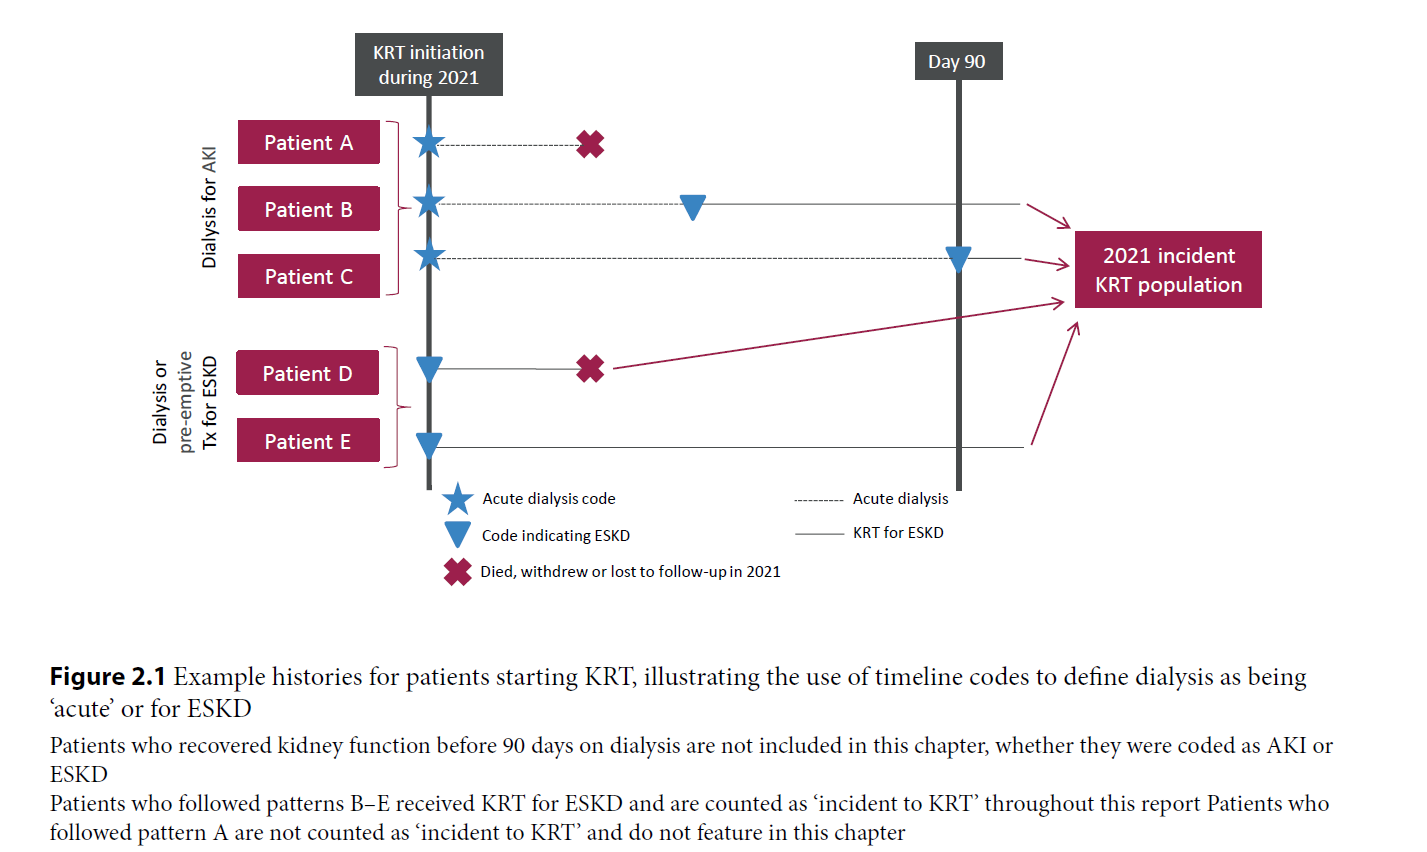 KRT initiation
during 2021
Day 90
Dialysis for AKI
Patient A
Patient B
Patient C
2021 incident
KRT population
Dialysis or
pre-emptive
Tx for ESKD
Patient D
Patient E
Acute dialysis code
Acute dialysis
Code indicating ESKD
KRT for ESKD
Died, withdrew or lost to follow-up in 2021
Figure 2.1 Example histories for patients starting KRT, illustrating the use of timeline codes to define dialysis as being
‘acute’ or for ESKD
Patients who recovered kidney function before 90 days on dialysis are not included in this chapter, whether they were coded as AKI or
ESKD
Patients who followed patterns B–E received KRT for ESKD and are counted as ‘incident to KRT’ throughout this report Patients who
followed pattern A are not counted as ‘incident to KRT’ and do not feature in this chapter